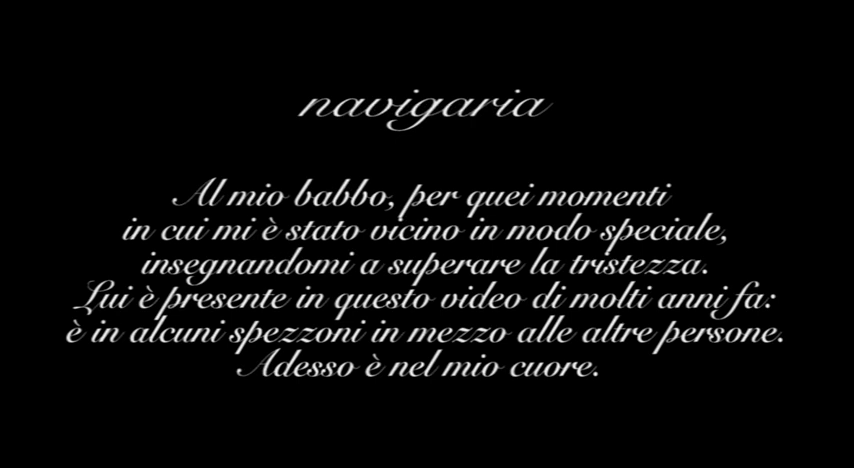 navigaria
Al mio babbo, per quei momenti
in cui mi è stato vicino in modo speciale,
insegnandomi a superare la tristezza.
Lui è presente in questo video di molti anni fa:
è in alcuni spezzoni in mezzo alle altre persone.
Adesso è nel mio cuore.